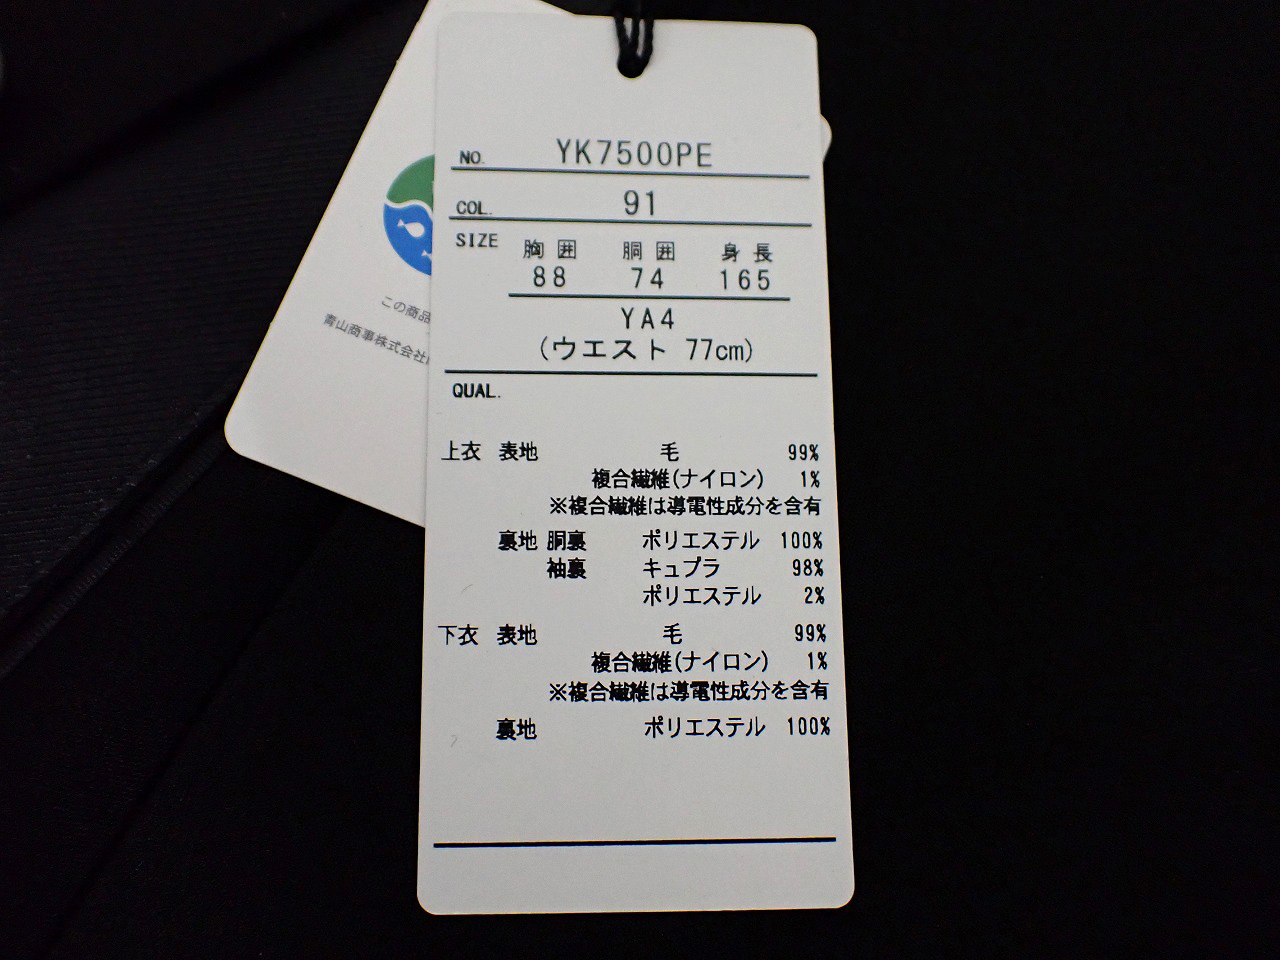 NO. YK7500PE
COL. 91
SIZE 胸囲 胴囲 身長
88 74 165
YA4
(ウエスト 77cm)
QUAL.
上衣 表地 毛 99%
複合繊維(ナイロン) 1%
※複合繊維は導電性成分を含有
裏地 胴裏 ポリエステル 100%
袖裏 キュプラ 98%
ポリエステル 2%
下衣 表地 毛 99%
複合繊維(ナイロン) 1%
※複合繊維は導電性成分を含有
裏地 ポリエステル 100%
この商品
青山商事株式会社